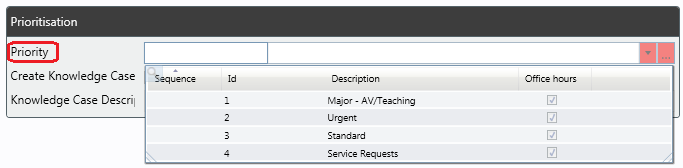 Prioritisation
Priority
...
Create Knowledge Case
Knowledge Case Descrip
Sequence Id Description Office hours
1 Major - AV/Teaching
2 Urgent
3 Standard
4 Service Requests